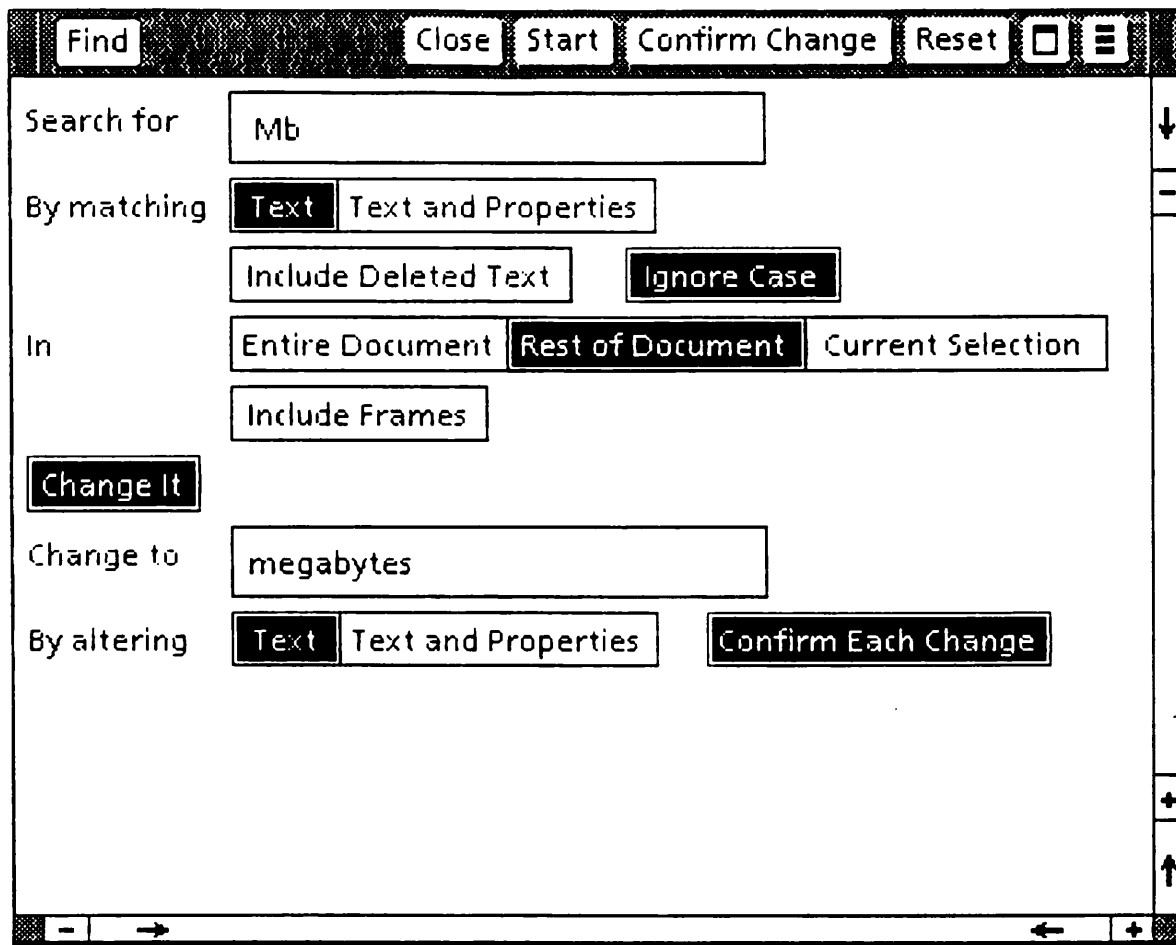 Find Close Start Confirm Change Reset
Search for Mb
By matching Text Text and Properties
Include Deleted Text Ignore Case
In Entire Document Rest of Document Current Selection
Include Frames
Change It
Change to megabytes
By altering Text Text and Properties Confirm Each Change